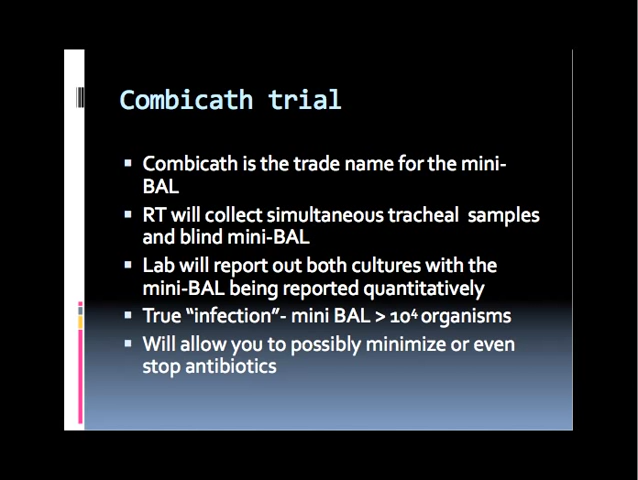 Combicath trial
Combicath is the trade name for the mini-
BAL
RT will collect simultaneous tracheal samples
and blind mini-BAL
Lab will report out both cultures with the
mini-BAL being reported quantitatively
True “infection”- mini BAL > 10⁴ organisms
Will allow you to possibly minimize or even
stop antibiotics